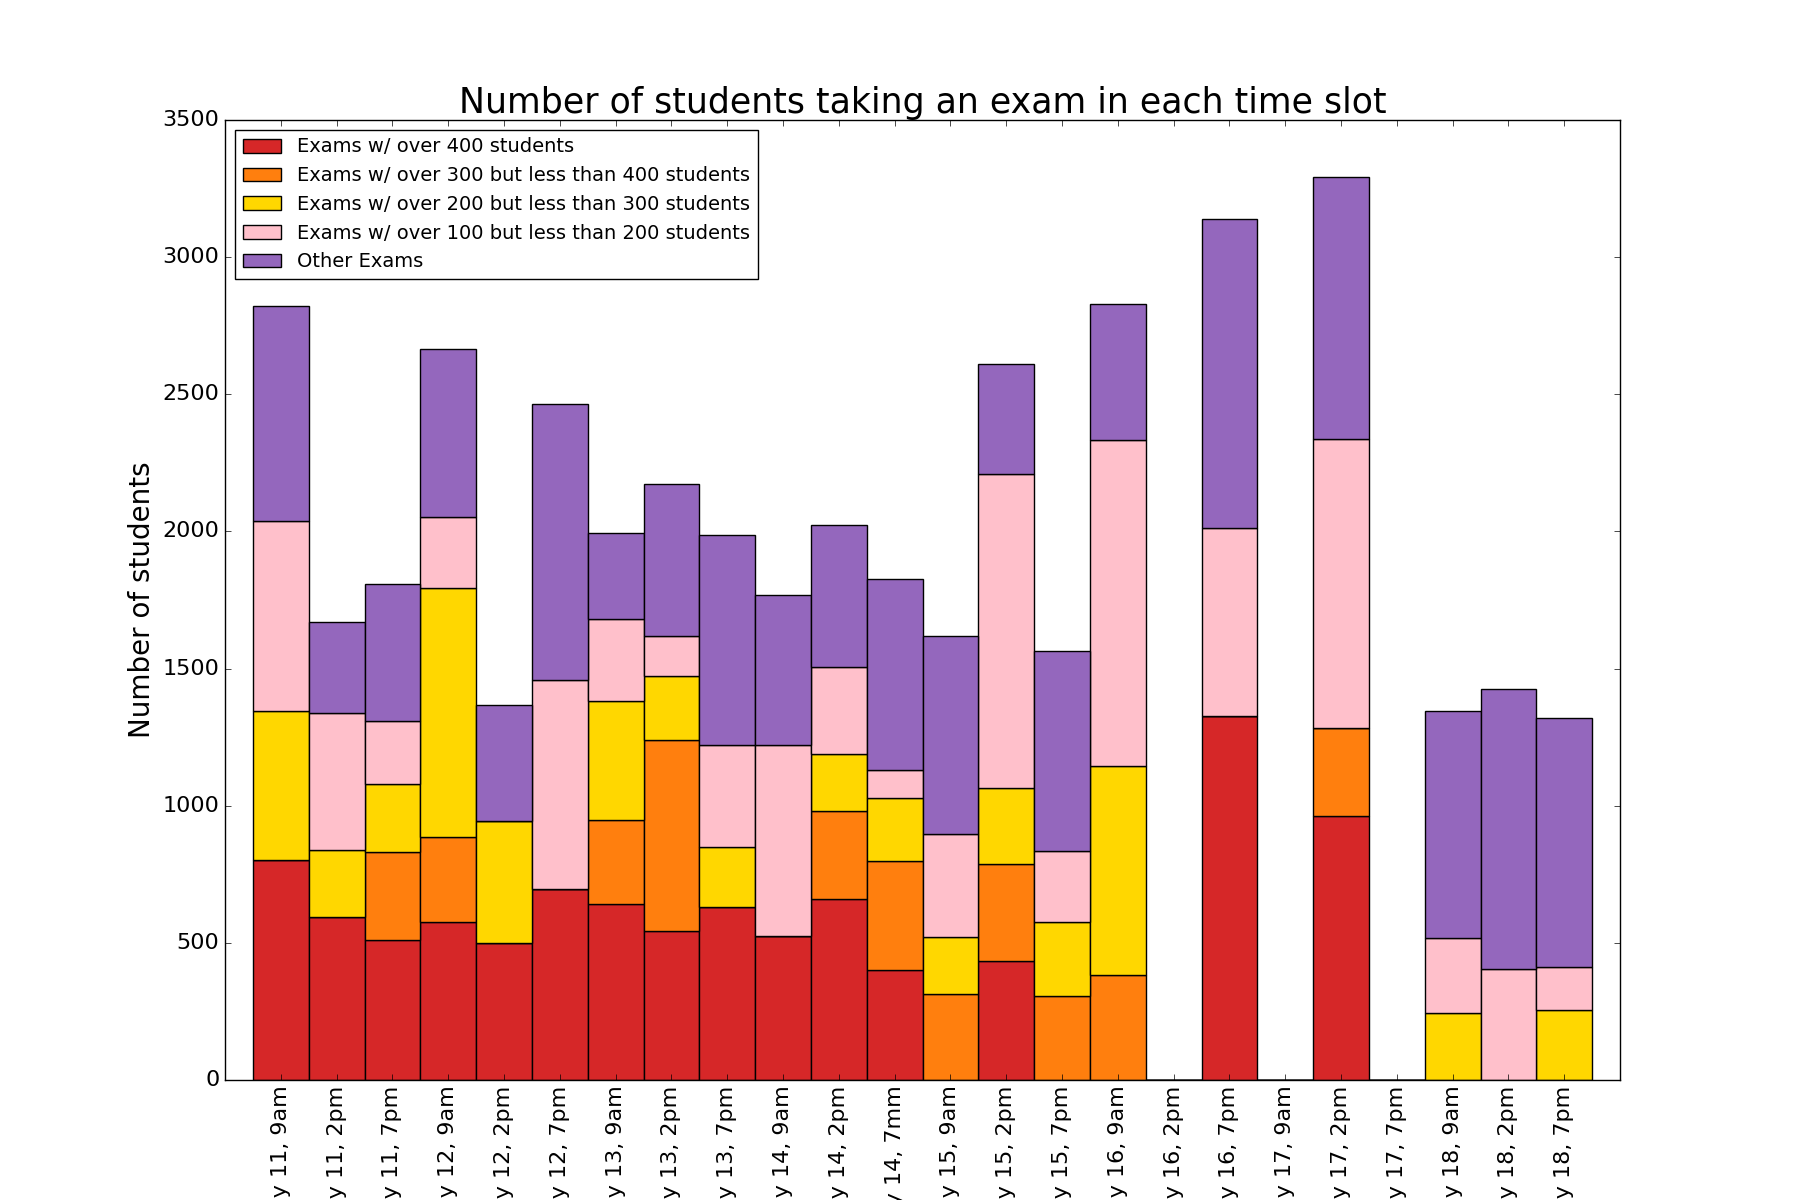 Number of students taking an exam in each time slot
Exams w/ over 400 students
Exams w/ over 300 but less than 400 students
Exams w/ over 200 but less than 300 students
Exams w/ over 100 but less than 200 students
Other Exams
Number of students
3500
3000
2500
2000
1500
1000
500
0
y 11, 9am
y 11, 2pm
y 11, 7pm
y 12, 9am
y 12, 2pm
y 12, 7pm
y 13, 9am
y 13, 2pm
y 13, 7pm
y 14, 9am
y 14, 2pm
y 14, 7mm
y 15, 9am
y 15, 2pm
y 15, 7pm
y 16, 9am
y 16, 2pm
y 16, 7pm
y 17, 9am
y 17, 2pm
y 17, 7pm
y 18, 9am
y 18, 2pm
y 18, 7pm